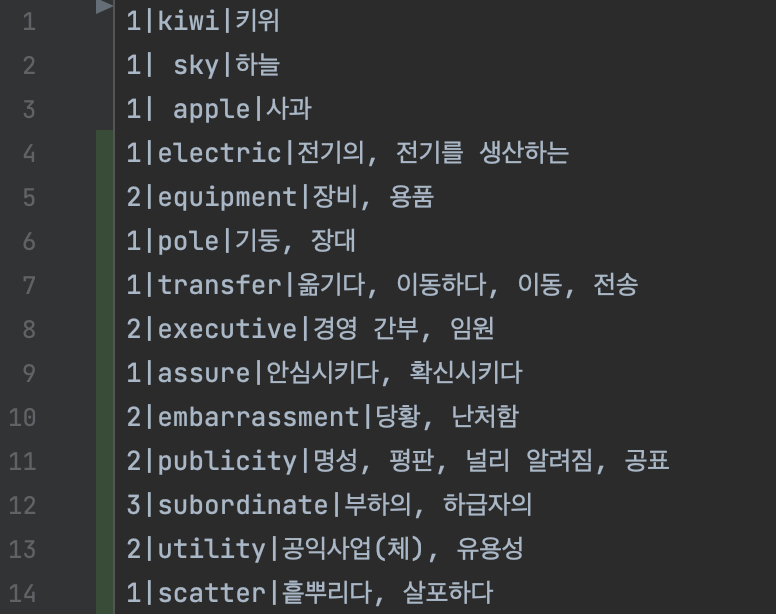 1 1|kiwi|키위
2 1| sky|하늘
3 1| apple|사과
4 1|electric|전기의, 전기를 생산하는
5 2|equipment|장비, 용품
6 1|pole|기둥, 장대
7 1|transfer|옮기다, 이동하다, 이동, 전송
8 2|executive|경영 간부, 임원
9 1|assure|안심시키다, 확신시키다
10 2|embarrassment|당황, 난처함
11 2|publicity|명성, 평판, 널리 알려짐, 공표
12 3|subordinate|부하의, 하급자의
13 2|utility|공익사업(体), 유용성
14 1|scatter|흩뿌리다, 살포하다